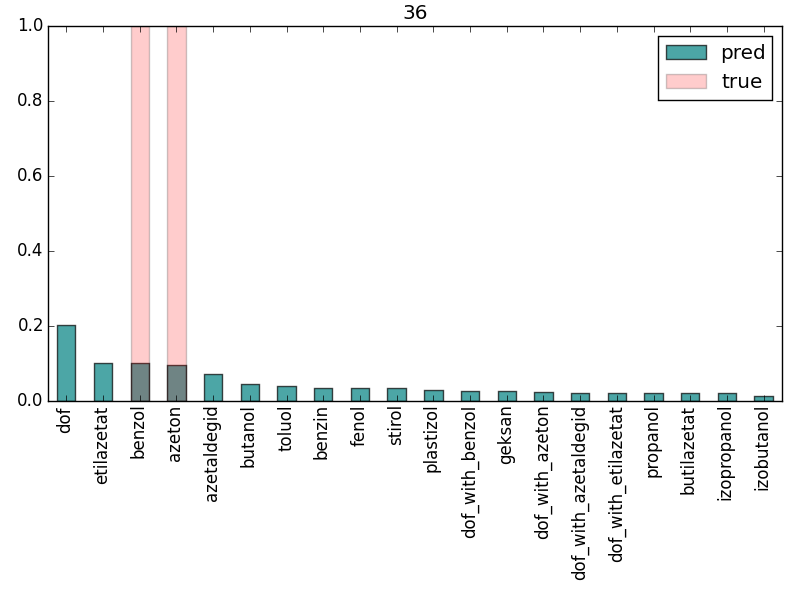 36
1.0
0.8
0.6
0.4
0.2
0.0
pred
true
dof
etilazetat
benzol
azeton
azetaldegid
butanol
toluol
benzin
fenol
stirol
plastizol
dof_with_benzol
geksan
dof_with_azeton
dof_with_azetaldegid
dof_with_etilazetat
propanol
butilazetat
izopropanol
izobutanol